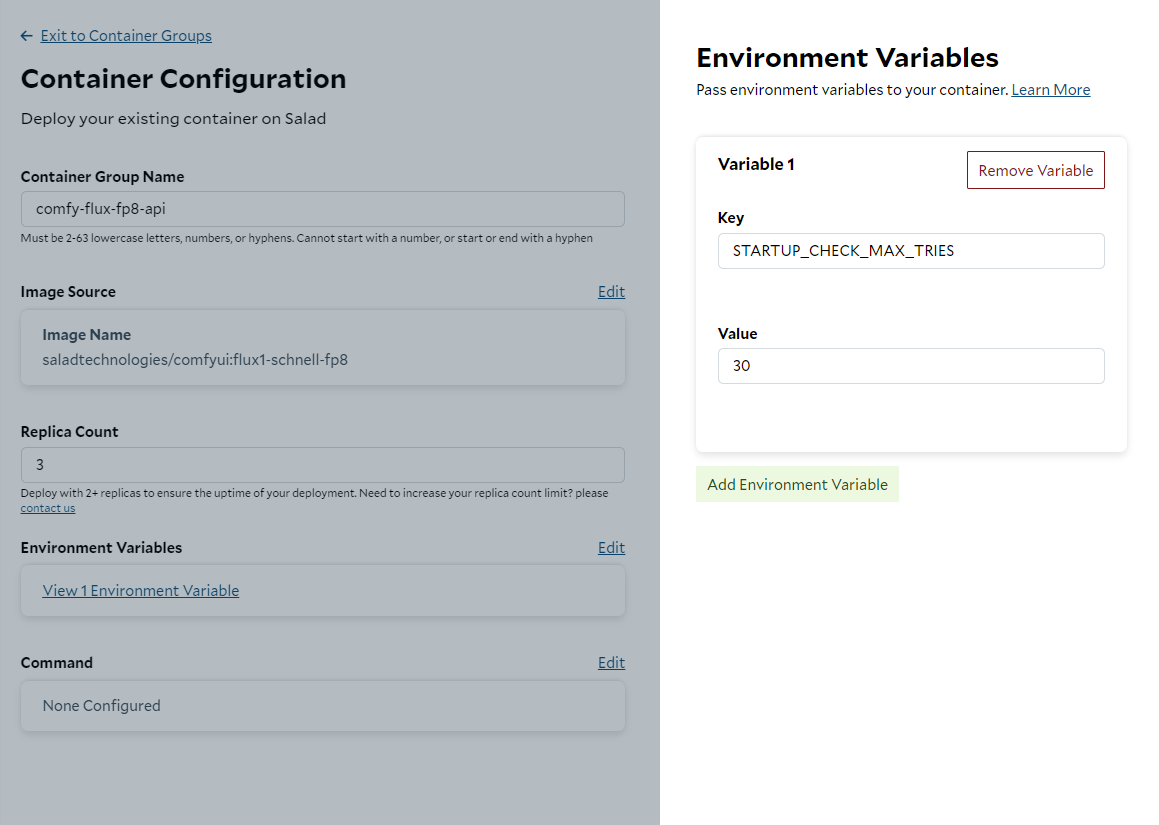 ← Exit to Container Groups
Container Configuration
Deploy your existing container on Salad
Container Group Name
comfy-flux-fp8-api
Must be 2-63 lowercase letters, numbers, or hyphens. Cannot start with a number, or start or end with a hyphen
Image Source
Edit
Image Name
saladtechnologies/comfyui:flux1-schnell-fp8
Replica Count
3
Deploy with 2+ replicas to ensure the uptime of your deployment. Need to increase your replica count limit? please
contact us
Environment Variables
Edit
View 1 Environment Variable
Command
Edit
None Configured
Environment Variables
Pass environment variables to your container. Learn More
Variable 1
Remove Variable
Key
STARTUP_CHECK_MAX_TRIES
Value
30
Add Environment Variable